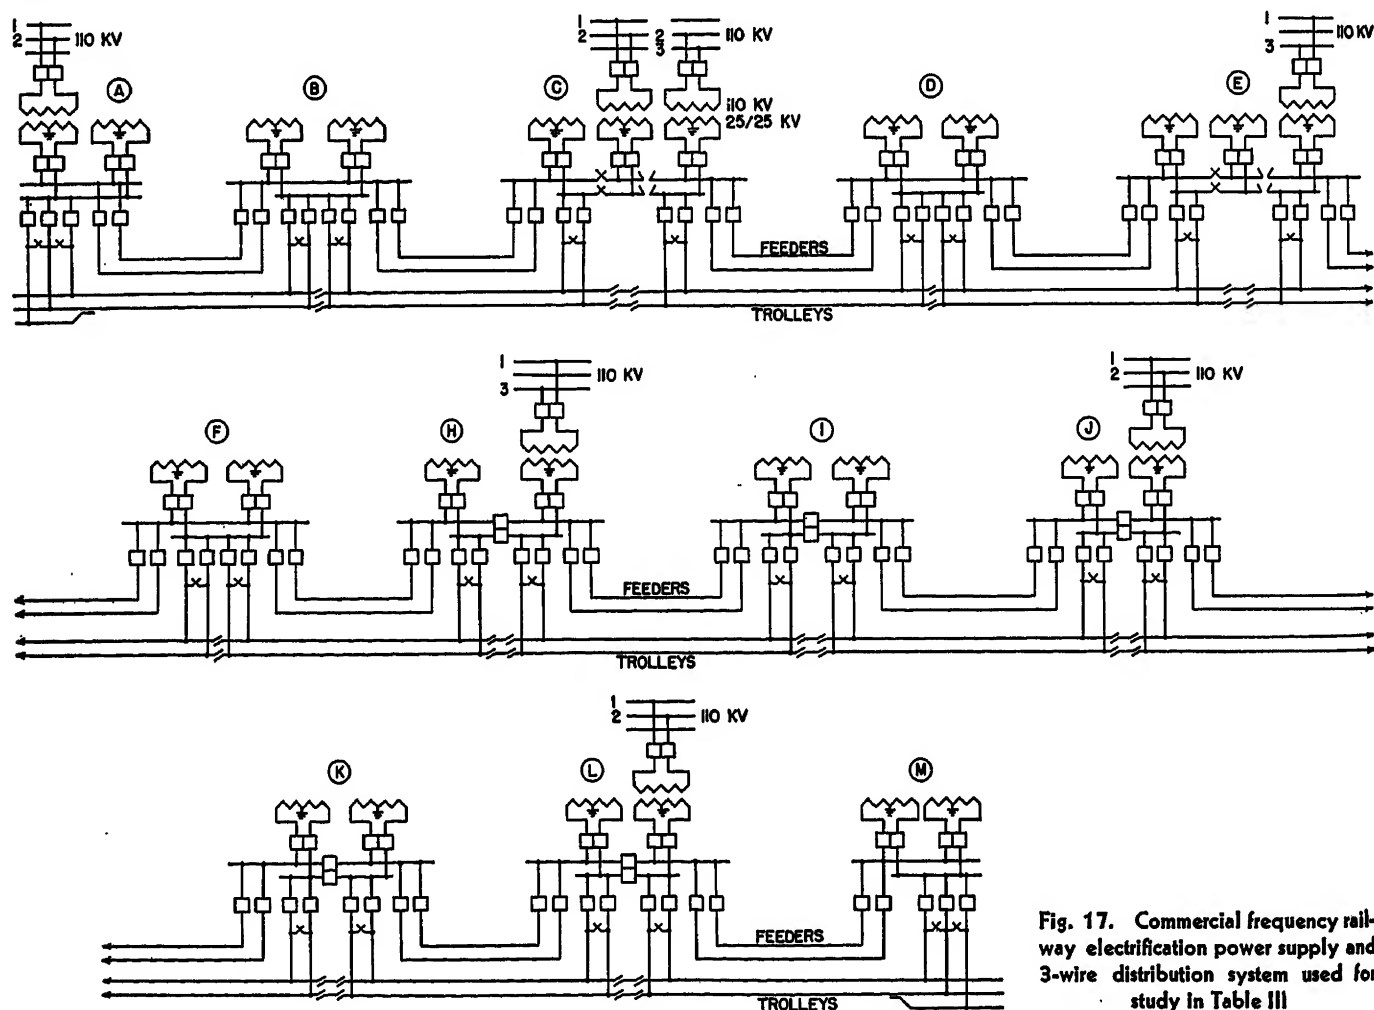 1
2
110 KV
A
B
C
1
2
2
3
110 KV
110 KV
25/25 KV
D
E
1
3
110 KV
FEEDERS
TROLLEYS
F
H
1
3
110 KV
I
J
1
2
110 KV
FEEDERS
TROLLEYS
K
L
1
2
110 KV
M
FEEDERS
TROLLEYS
Fig. 17. Commercial frequency rail-
way electrification power supply and
3-wire distribution system used for
study in Table III